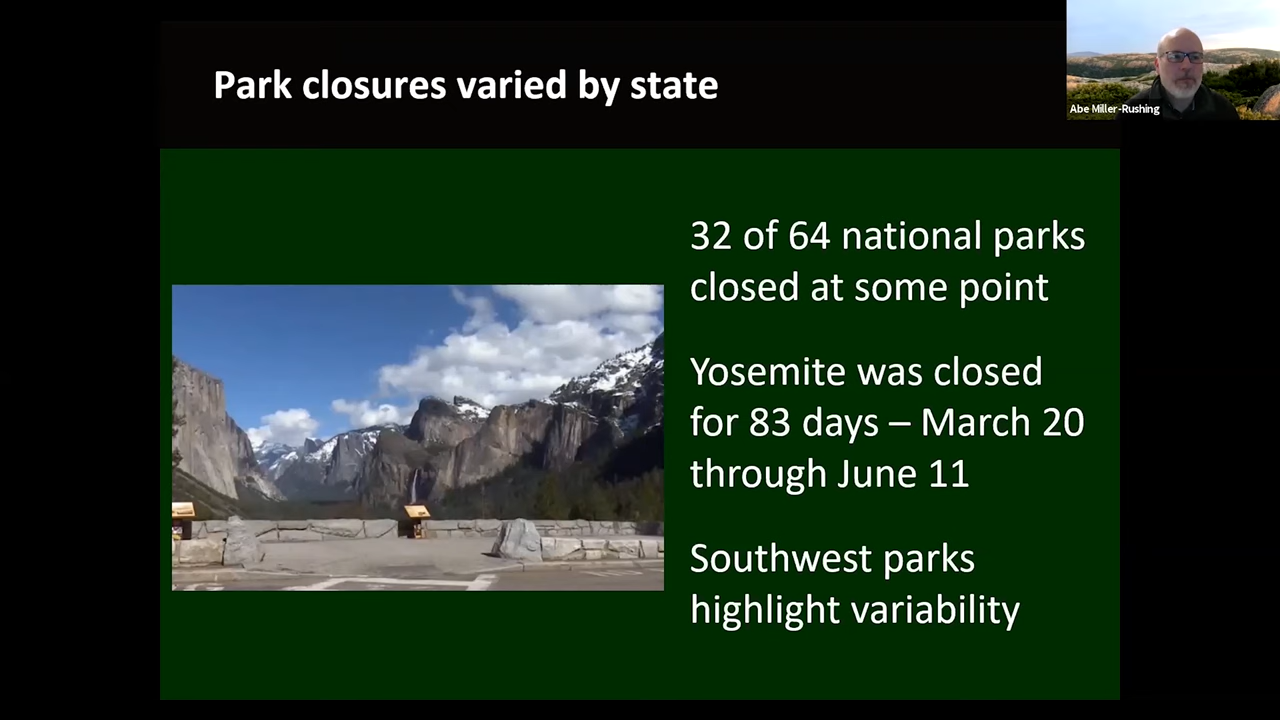 Park closures varied by state
Abe Miller-Rushing
32 of 64 national parks
closed at some point
Yosemite was closed
for 83 days – March 20
through June 11
Southwest parks
highlight variability